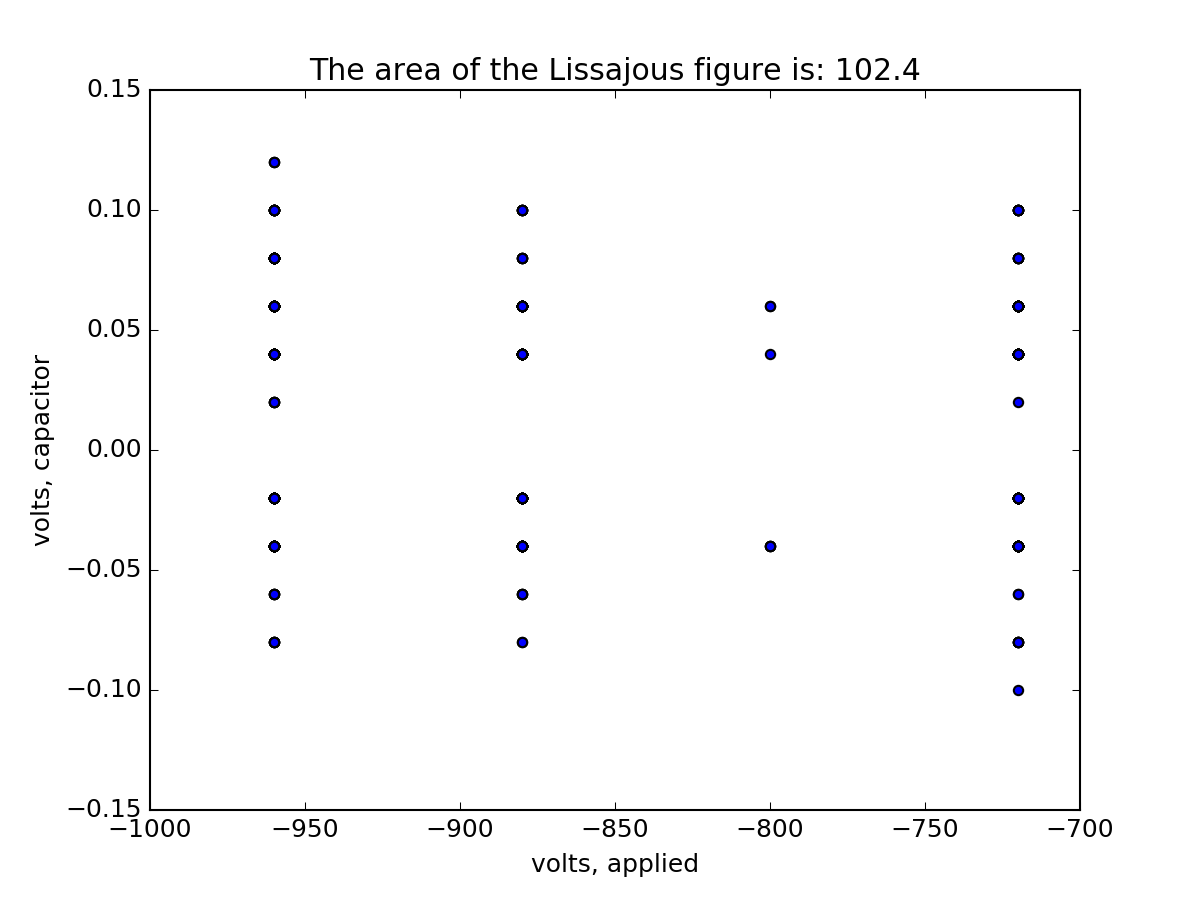 The area of the Lissajous figure is: 102.4
0.15
0.10
0.05
0.00
−0.05
−0.10
−0.15
volts, capacitor
−1000 −950 −900 −850 −800 −750 −700
volts, applied